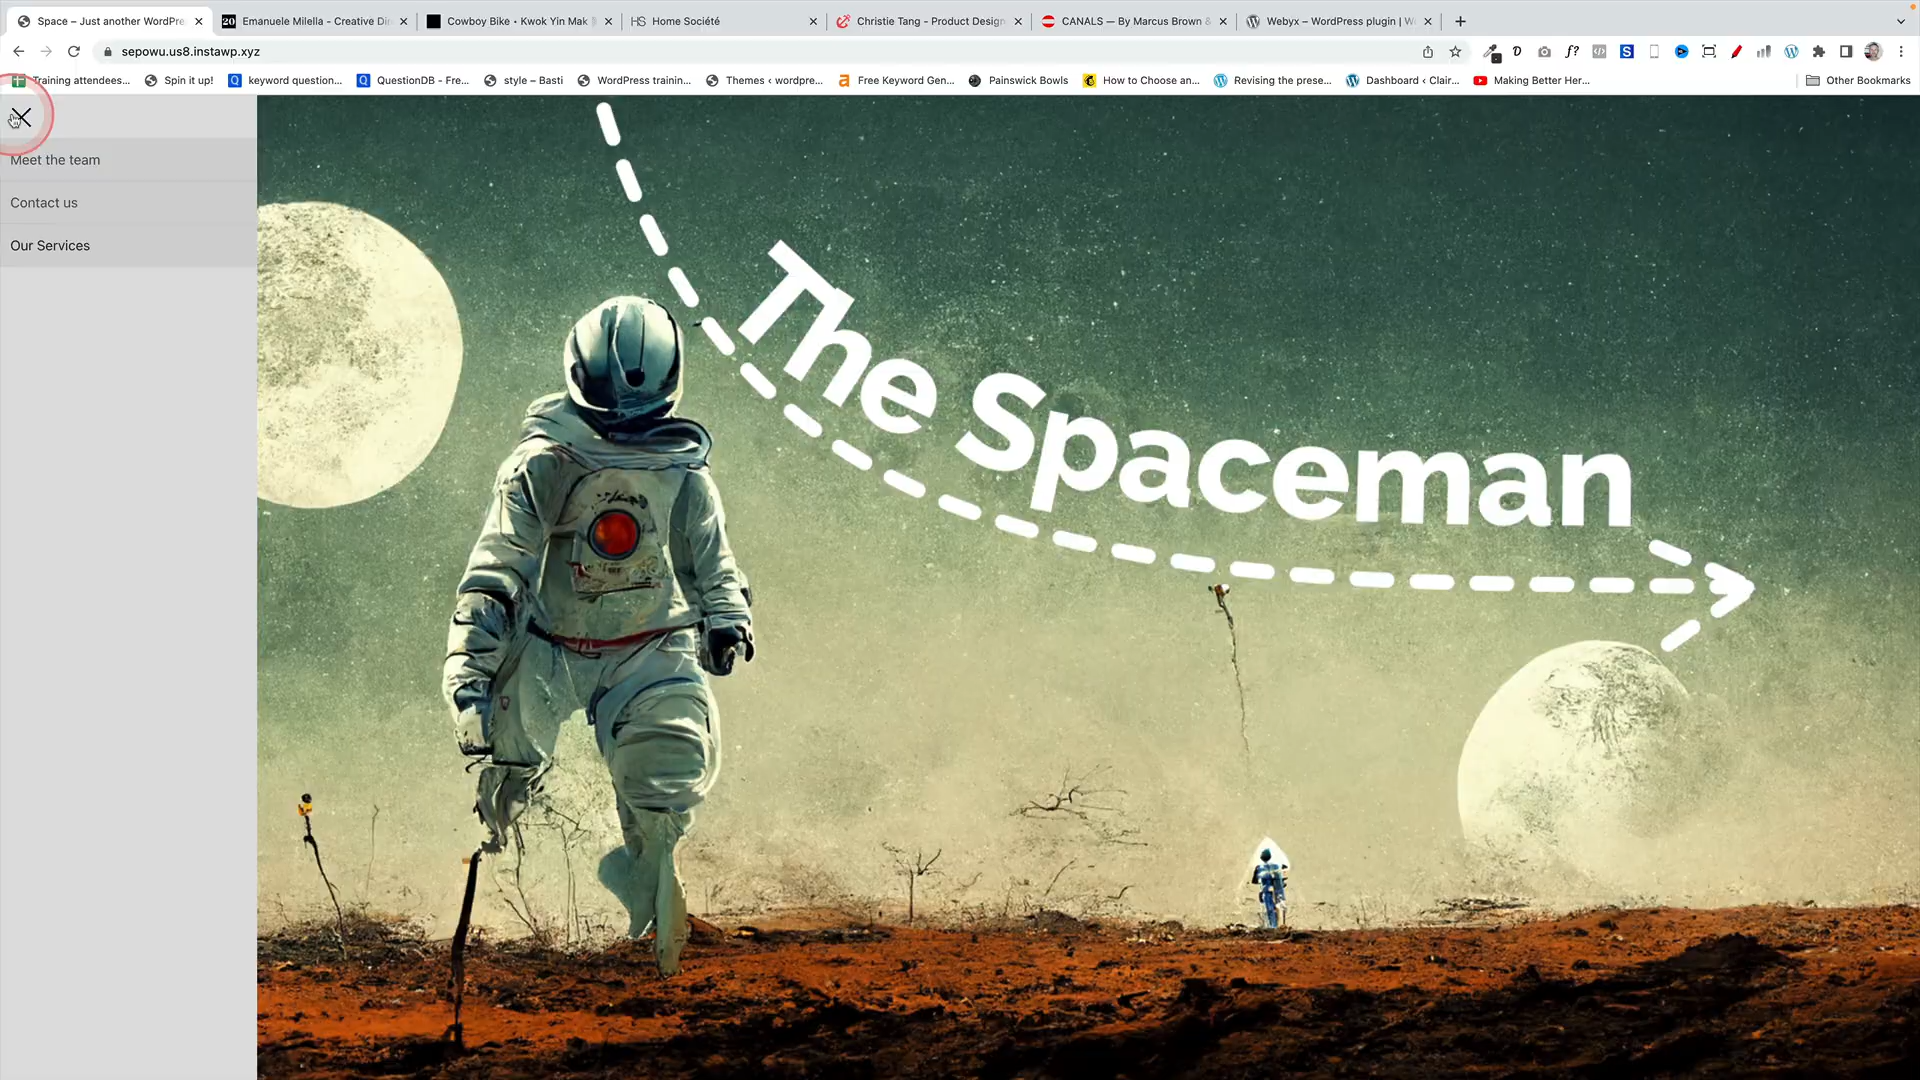 Space – Just another WordPre
Emanuele Milella - Creative Dir
Cowboy Bike • Kwok Yin Mak
HS Home Société
Christie Tang - Product Design
CANALS — By Marcus Brown &
Webyx – WordPress plugin | W
sepowu.us8.instawp.xyz
Training attendees...
Spin it up!
keyword question...
QuestionDB - Fre...
style – Basti
WordPress trainin...
Themes ‹ wordpre...
Free Keyword Gen...
Painswick Bowls
How to Choose an...
Revising the prese...
Dashboard ‹ Clair...
Making Better Her...
Other Bookmarks
Meet the team
Contact us
Our Services
The Spaceman